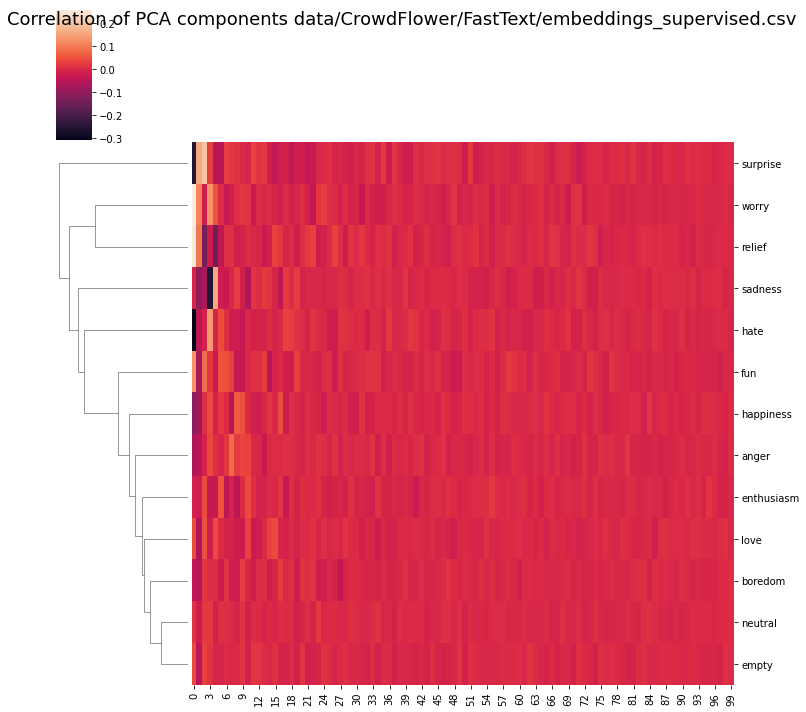 Correlation of PCA components data/CrowdFlower/FastText/embeddings_supervised.csv
0.2
0.1
0.0
−0.1
−0.2
−0.3
surprise
worry
relief
sadness
hate
fun
happiness
anger
enthusiasm
love
boredom
neutral
empty
0 3 6 9 12 15 18 21 24 27 30 33 36 39 42 45 48 51 54 57 60 63 66 69 72 75 78 81 84 87 90 93 96 99